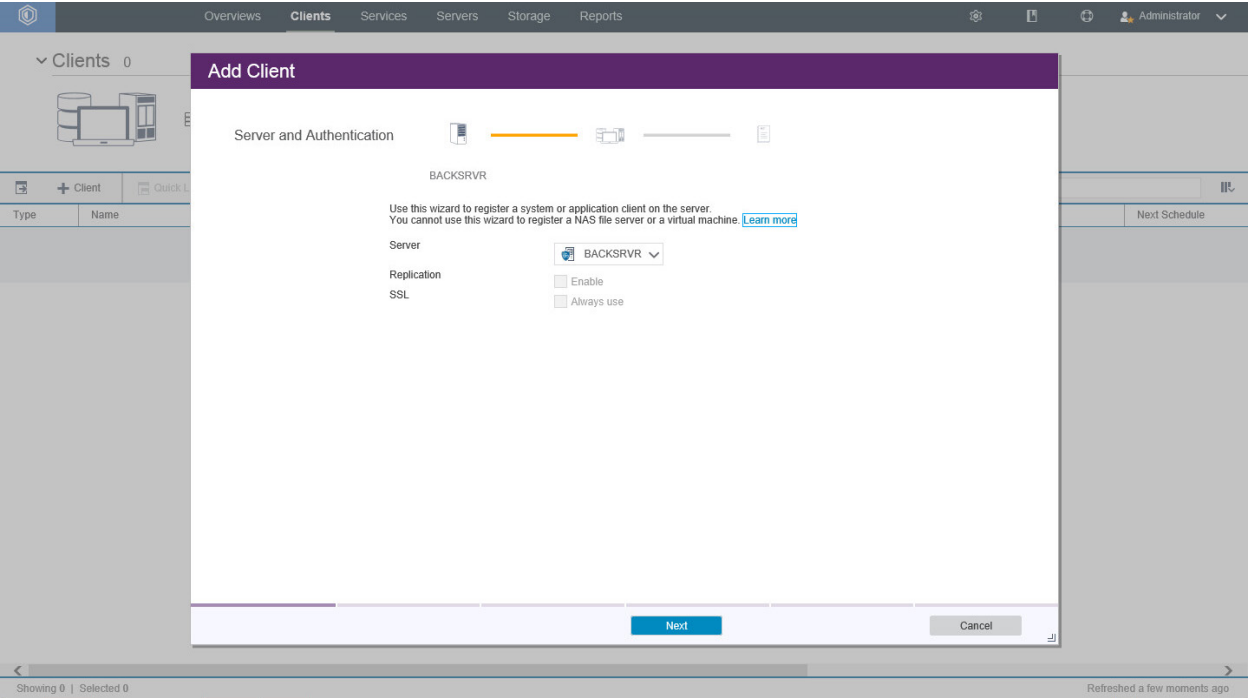 Overviews Clients Services Servers Storage Reports Administrator
Clients 0
Add Client
Server and Authentication
BACKSRVR
+ Client Quick L
Use this wizard to register a system or application client on the server.
You cannot use this wizard to register a NAS file server or a virtual machine. Learn more
Type Name Next Schedule
Server BACKSRVR
Replication Enable
SSL Always use
Next Cancel
Showing 0 | Selected 0 Refreshed a few moments ago